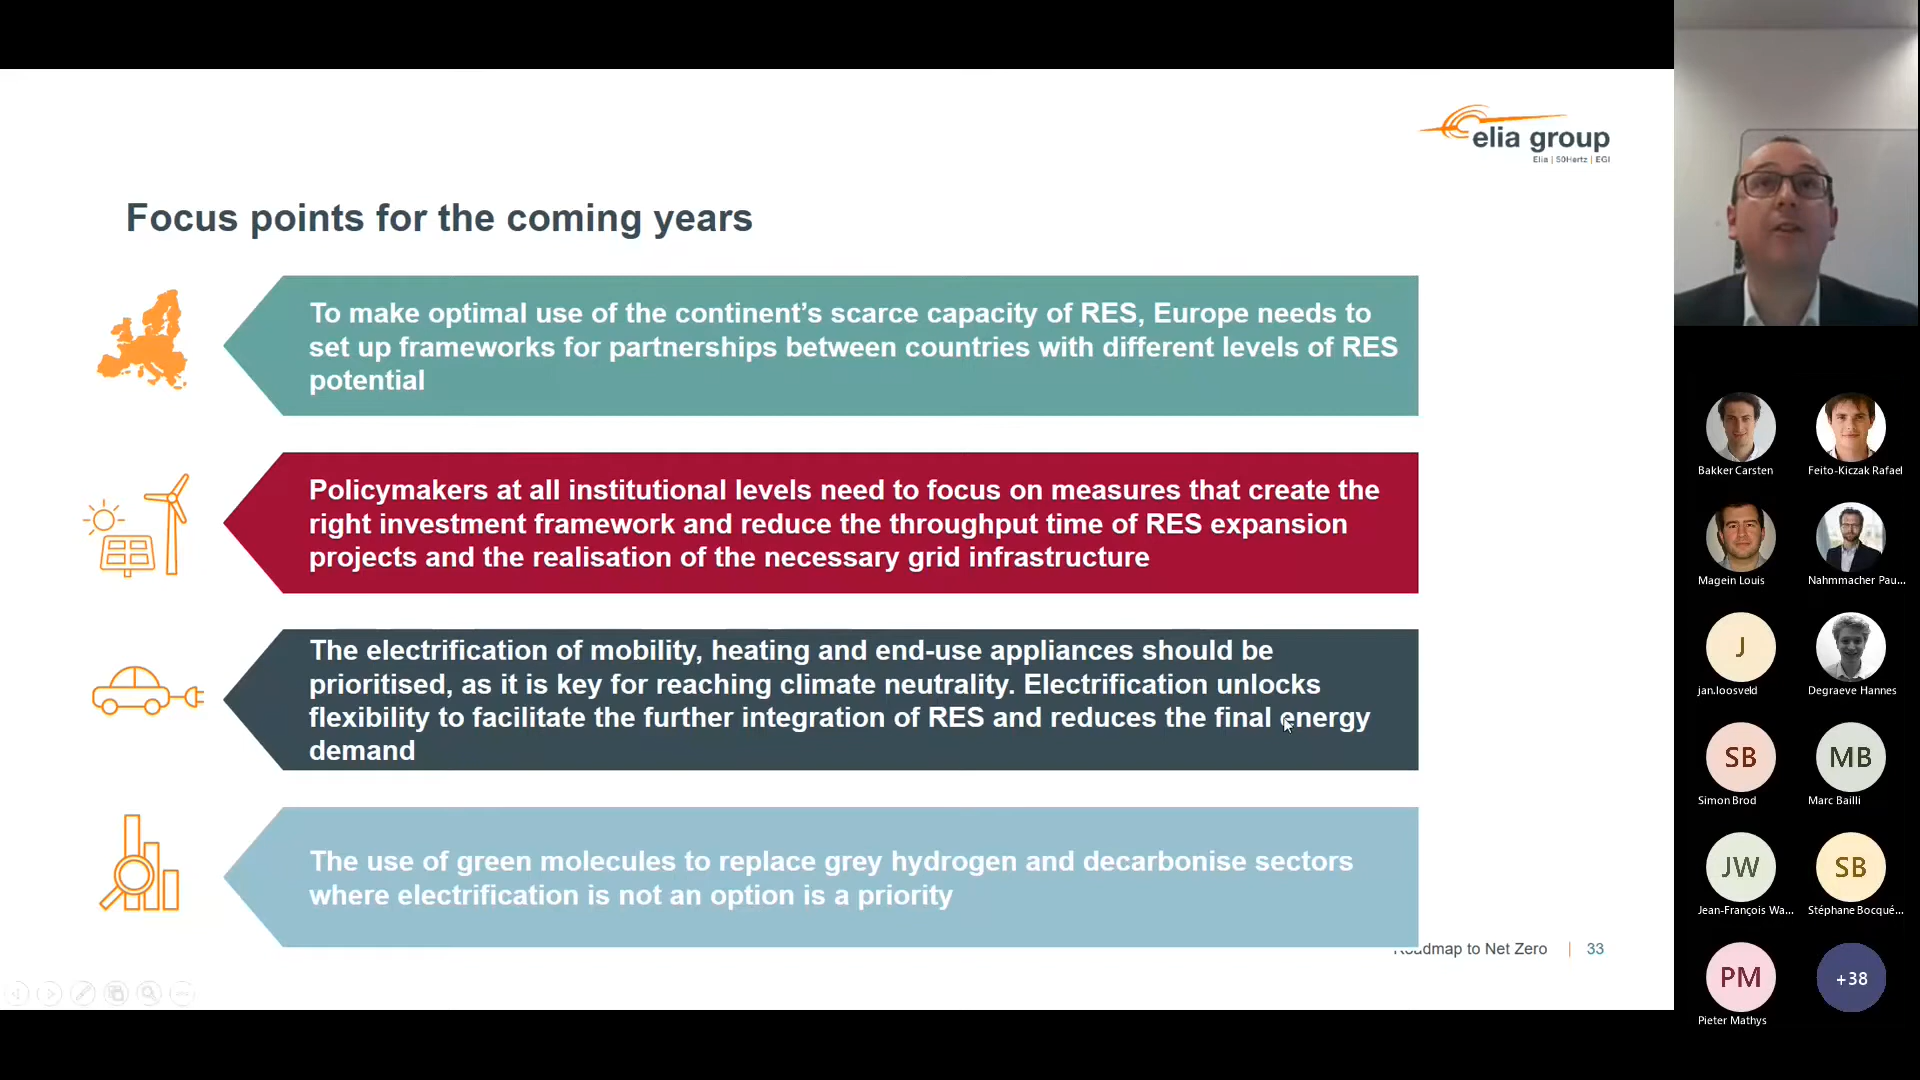 elia group
Elia | 50Hertz | EGI
Focus points for the coming years
To make optimal use of the continent’s scarce capacity of RES, Europe needs to
set up frameworks for partnerships between countries with different levels of RES
potential
Policymakers at all institutional levels need to focus on measures that create the
right investment framework and reduce the throughput time of RES expansion
projects and the realisation of the necessary grid infrastructure
The electrification of mobility, heating and end-use appliances should be
prioritised, as it is key for reaching climate neutrality. Electrification unlocks
flexibility to facilitate the further integration of RES and reduces the final energy
demand
The use of green molecules to replace grey hydrogen and decarbonise sectors
where electrification is not an option is a priority
Roadmap to Net Zero | 33
Bakker Carsten
Feito-Kiczak Rafael
Magein Louis
Nahmmacher Pau...
J
jan.loosveld
Degraeve Hannes
SB
Simon Brod
MB
Marc Bailli
JW
Jean-François Wa...
SB
Stéphane Bocqué...
PM
Pieter Mathys
+38